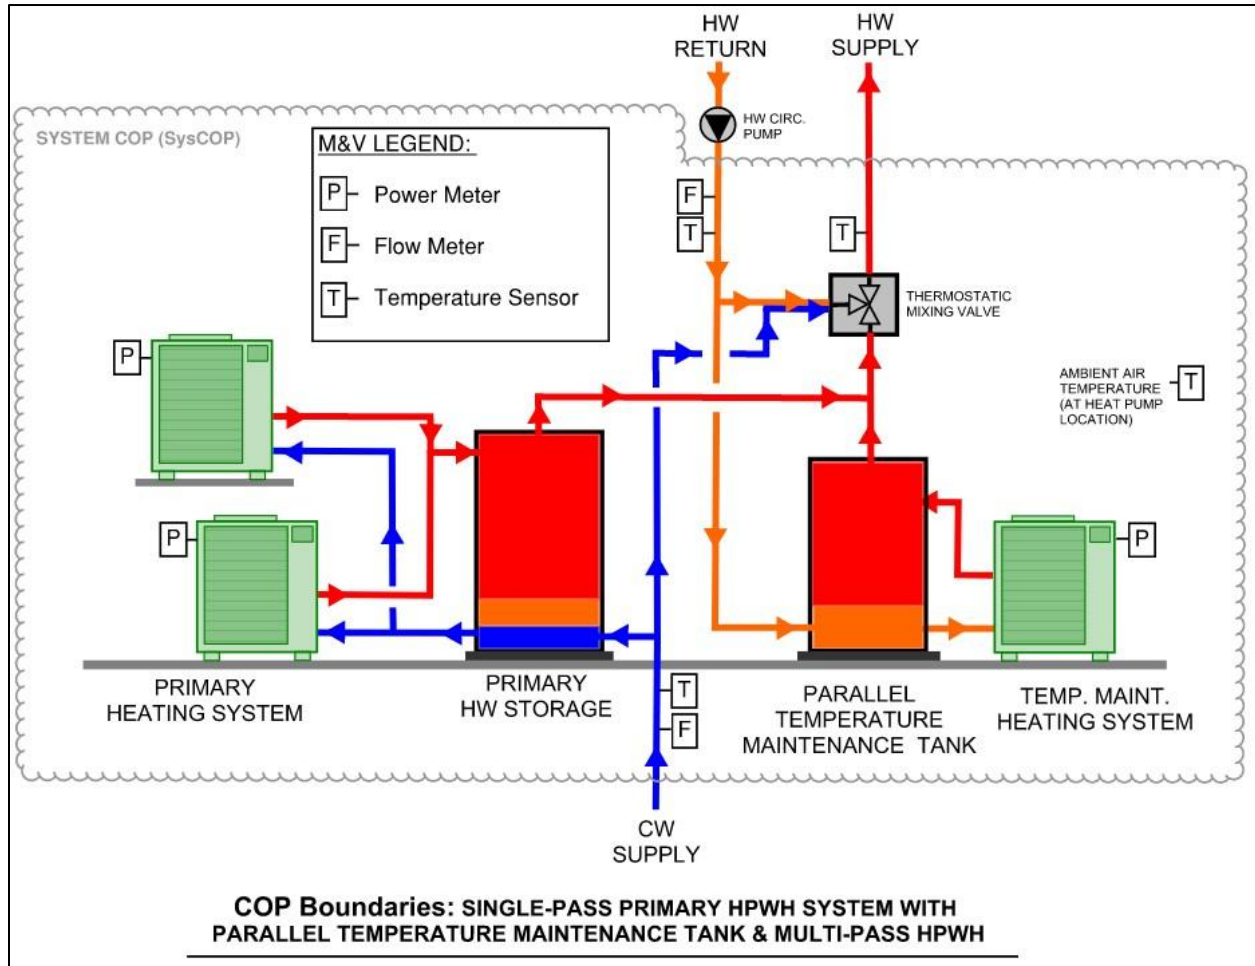 HW
RETURN
HW
SUPPLY
HW CIRC.
PUMP
SYSTEM COP (SysCOP)
M&V LEGEND:
P Power Meter
F Flow Meter
T Temperature Sensor
F
T
T
THERMOSTATIC
MIXING VALVE
P
AMBIENT AIR
TEMPERATURE
(AT HEAT PUMP
LOCATION)
T
P
P
PRIMARY
HEATING SYSTEM
PRIMARY
HW STORAGE
T
F
PARALLEL
TEMPERATURE
MAINTENANCE TANK
TEMP. MAINT.
HEATING SYSTEM
CW
SUPPLY
COP Boundaries: SINGLE-PASS PRIMARY HPWH SYSTEM WITH
PARALLEL TEMPERATURE MAINTENANCE TANK & MULTI-PASS HPWH